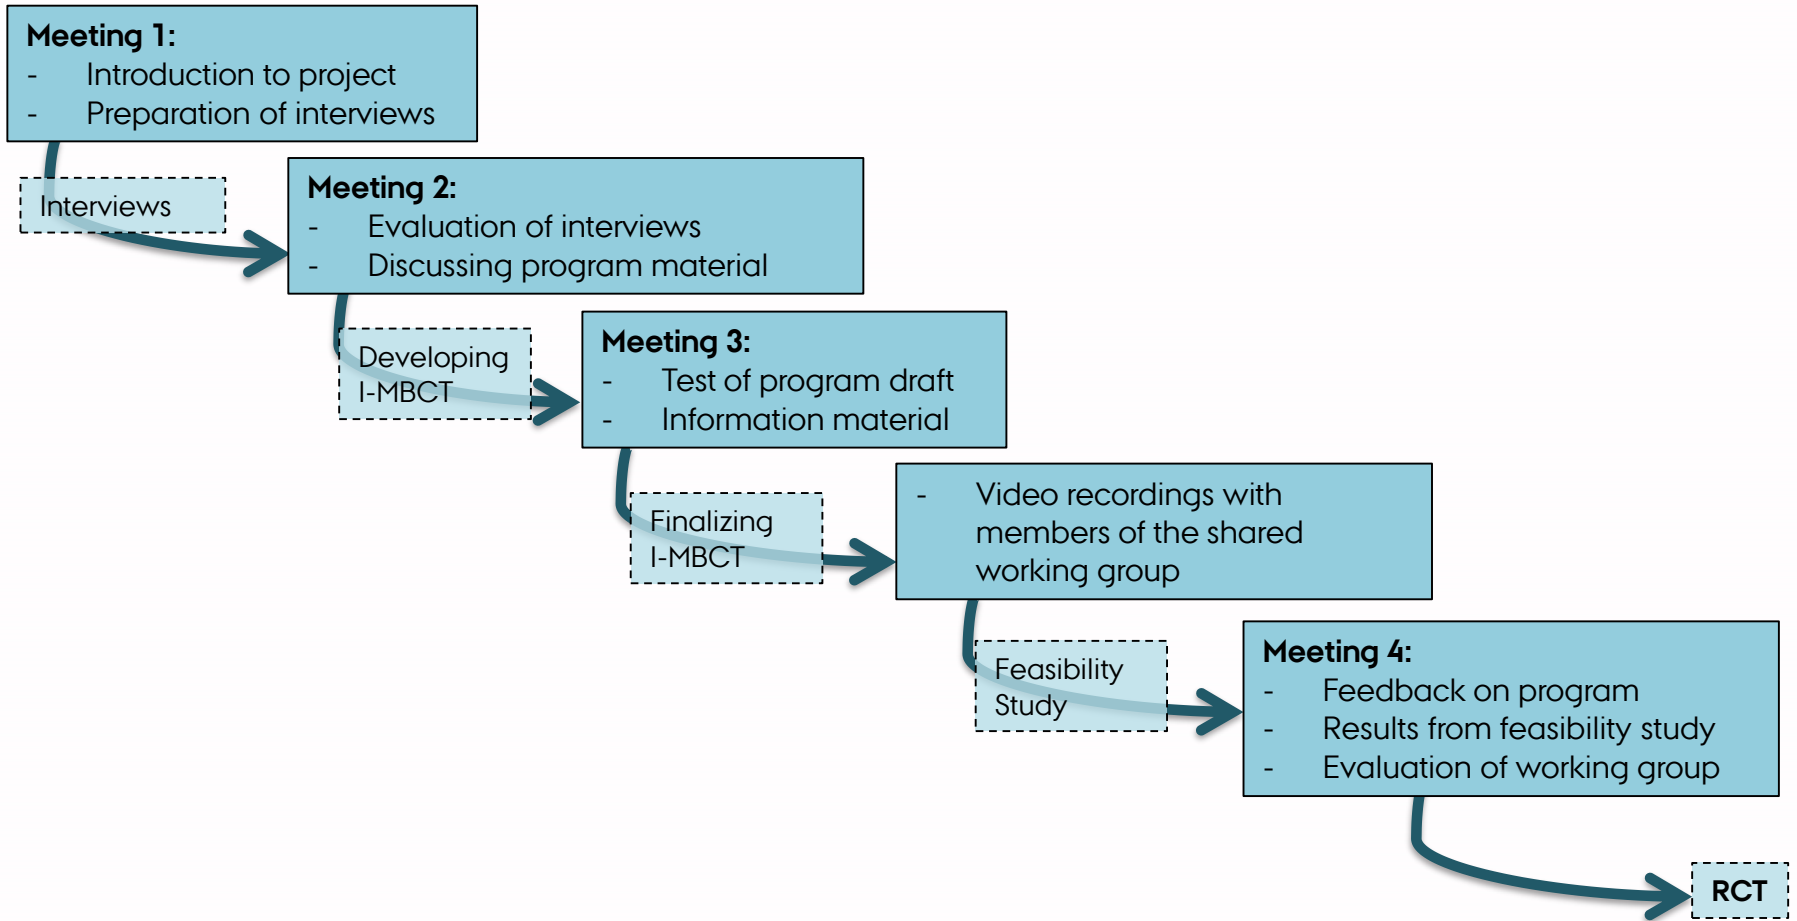 Meeting 1:
- Introduction to project
- Preparation of interviews
Interviews
Meeting 2:
- Evaluation of interviews
- Discussing program material
Developing
I-MBCT
Meeting 3:
- Test of program draft
- Information material
Finalizing
I-MBCT
- Video recordings with
members of the shared
working group
Feasibility
Study
Meeting 4:
- Feedback on program
- Results from feasibility study
- Evaluation of working group
RCT